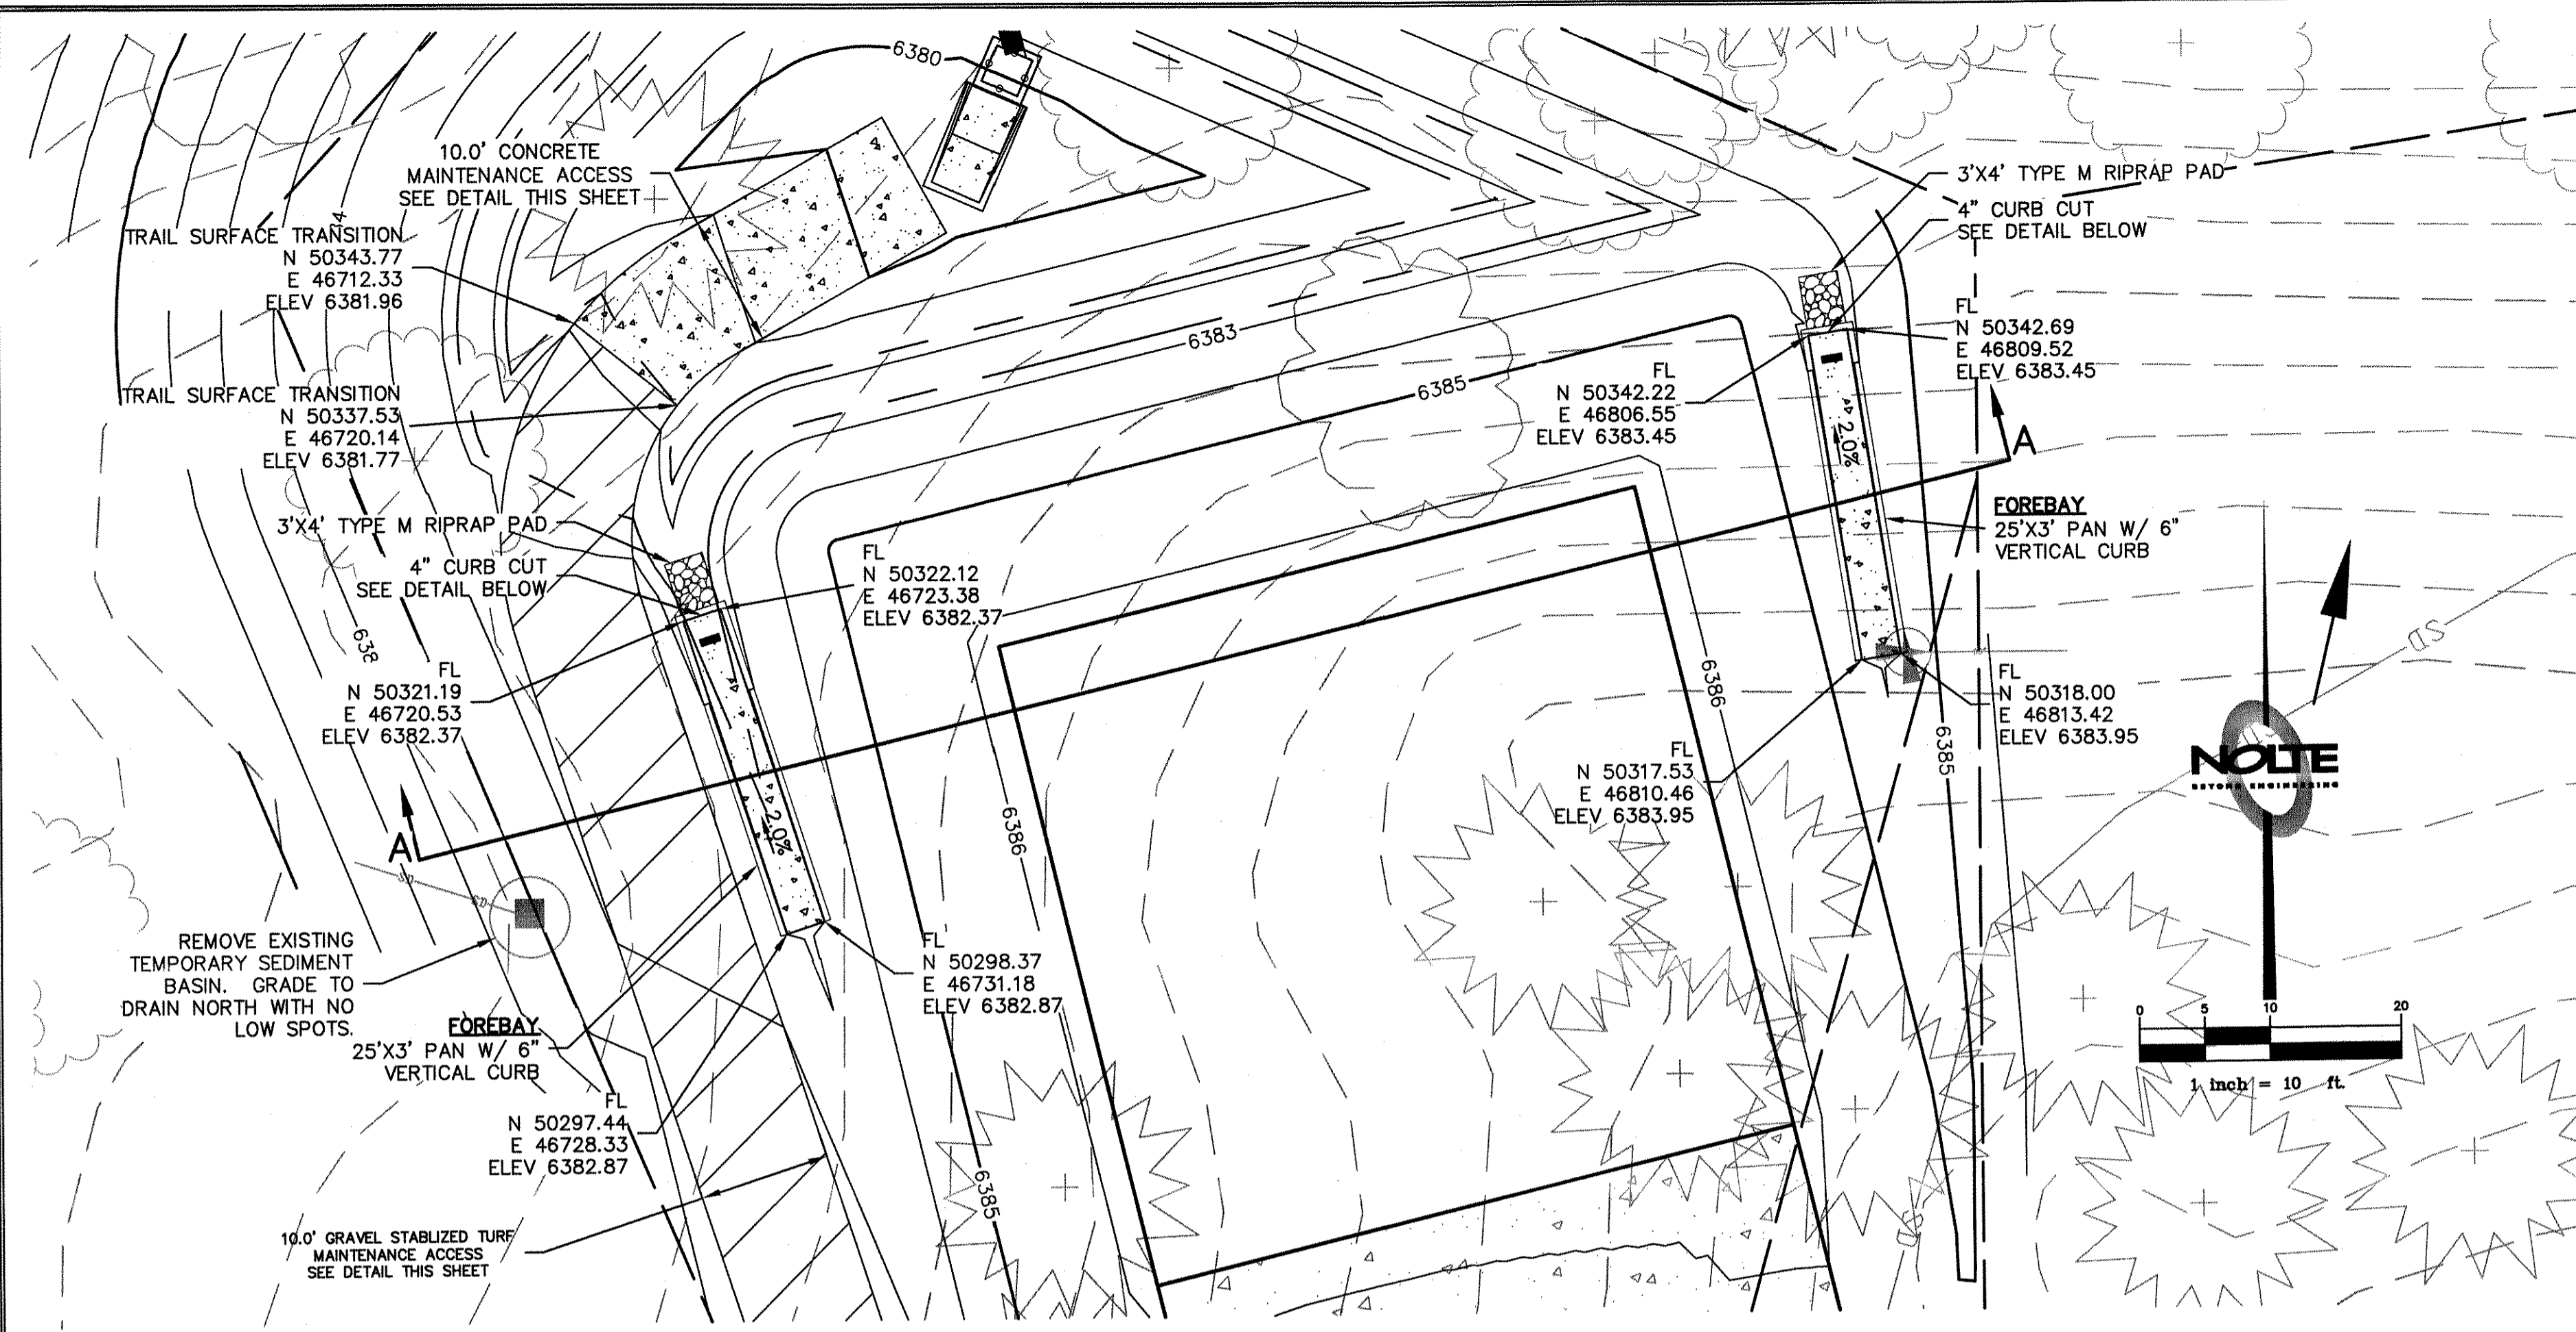 6380
10.0' CONCRETE
MAINTENANCE ACCESS
SEE DETAIL THIS SHEET
TRAIL SURFACE TRANSITION
N 50343.77
E 46712.33
ELEV 6381.96
TRAIL SURFACE TRANSITION
N 50337.53
E 46720.14
ELEV 6381.77
3'X4' TYPE M RIPRAP PAD
4" CURB CUT
SEE DETAIL BELOW
3'X4' TYPE M RIPRAP PAD
4" CURB CUT
SEE DETAIL BELOW
6383
6385
FL
N 50342.69
E 46809.52
ELEV 6383.45
FL
N 50342.22
E 46806.55
ELEV 6383.45
2.0%
A
FOREBAY
25'X3' PAN W/ 6"
VERTICAL CURB
FL
N 50322.12
E 46723.38
ELEV 6382.37
638
FL
N 50321.19
E 46720.53
ELEV 6382.37
6386
FL
N 50318.00
E 46813.42
ELEV 6383.95
6385
FL
N 50317.53
E 46810.46
ELEV 6383.95
SD
NOLTE
BEYOND ENGINEERING
A
2.0%
6386
SD
SD
REMOVE EXISTING
TEMPORARY SEDIMENT
BASIN. GRADE TO
DRAIN NORTH WITH NO
LOW SPOTS.
FL
N 50298.37
E 46731.18
ELEV 6382.87
FOREBAY
25'X3' PAN W/ 6"
VERTICAL CURB
FL
N 50297.44
E 46728.33
ELEV 6382.87
6385
0 5 10 20
1 inch = 10 ft.
SD
10.0' GRAVEL STABLIZED TURF
MAINTENANCE ACCESS
SEE DETAIL THIS SHEET